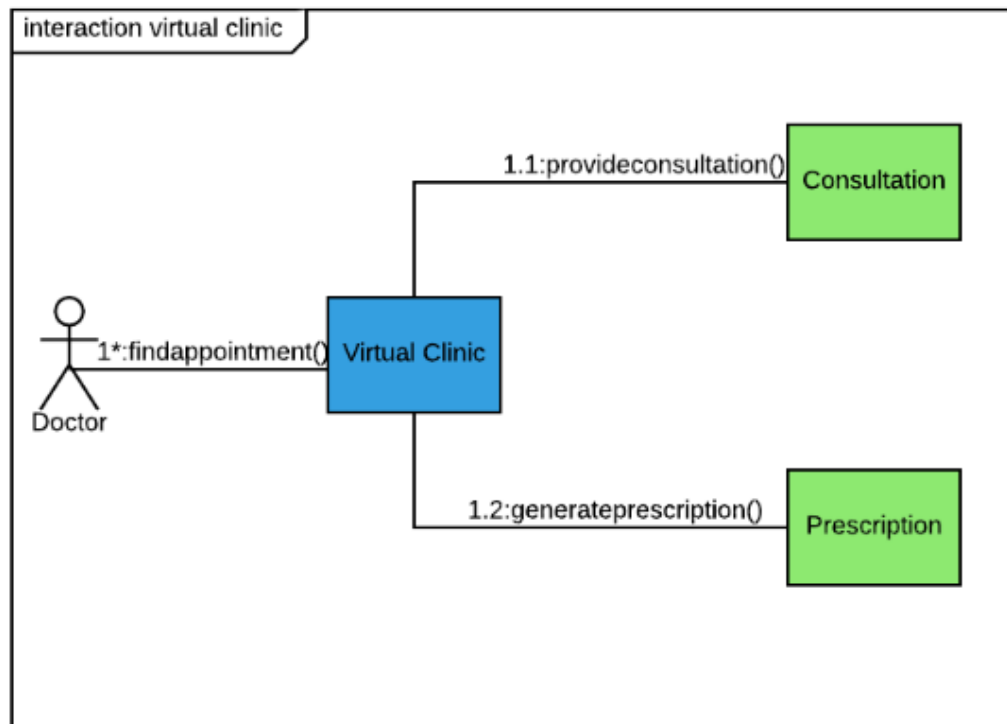 interaction virtual clinic
1.1:provideconsultation()
Consultation
1*:findappointment()
Virtual Clinic
Doctor
1.2:generateprescription()
Prescription